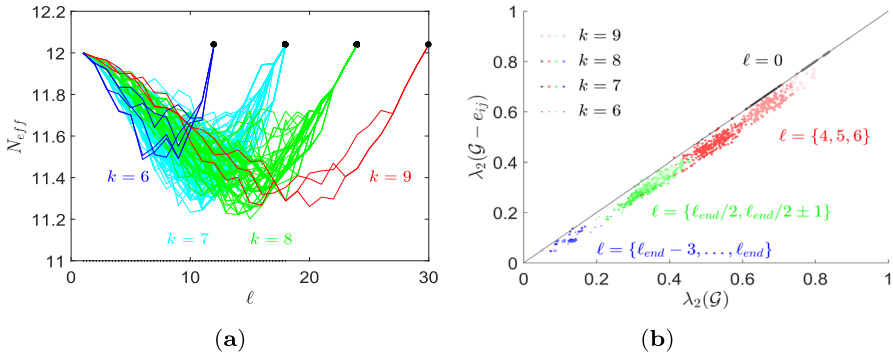 12.2
12
11.8
11.6
11.4
11.2
11
N_{eff}
k = 6
k = 7
k = 8
k = 9
0
10
20
30
ℓ
(a)
1
0.8
0.6
0.4
0.2
0
λ₂(𝒢 − e_{ij})
k = 9
k = 8
k = 7
k = 6
ℓ = 0
ℓ = {4, 5, 6}
ℓ = {ℓ_{end}/2, ℓ_{end}/2 ± 1}
ℓ = {ℓ_{end} − 3, . . . , ℓ_{end}}
0
0.2
0.4
0.6
0.8
1
λ₂(𝒢)
(b)